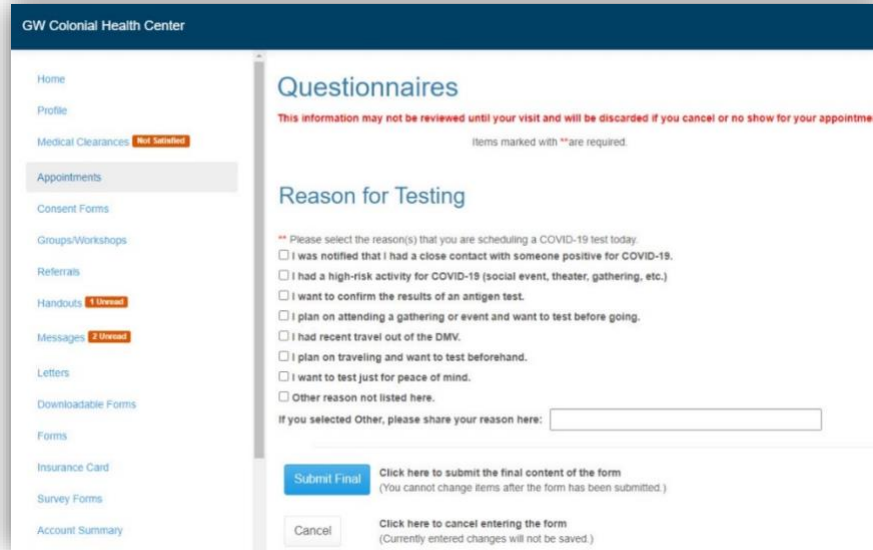 GW Colonial Health Center
Home
Profile
Medical Clearances Not Satisfied
Appointments
Consent Forms
Groups/Workshops
Referrals
Handouts 1 Unread
Messages 2 Unread
Letters
Downloadable Forms
Forms
Insurance Card
Survey Forms
Account Summary
Questionnaires
This information may not be reviewed until your visit and will be discarded if you cancel or no show for your appointme
Items marked with **are required.
Reason for Testing
** Please select the reason(s) that you are scheduling a COVID-19 test today.
I was notified that I had a close contact with someone positive for COVID-19.
I had a high-risk activity for COVID-19 (social event, theater, gathering, etc.)
I want to confirm the results of an antigen test.
I plan on attending a gathering or event and want to test before going.
I had recent travel out of the DMV.
I plan on traveling and want to test beforehand.
I want to test just for peace of mind.
Other reason not listed here.
If you selected Other, please share your reason here:
Submit Final
Click here to submit the final content of the form
(You cannot change items after the form has been submitted.)
Cancel
Click here to cancel entering the form
(Currently entered changes will not be saved.)